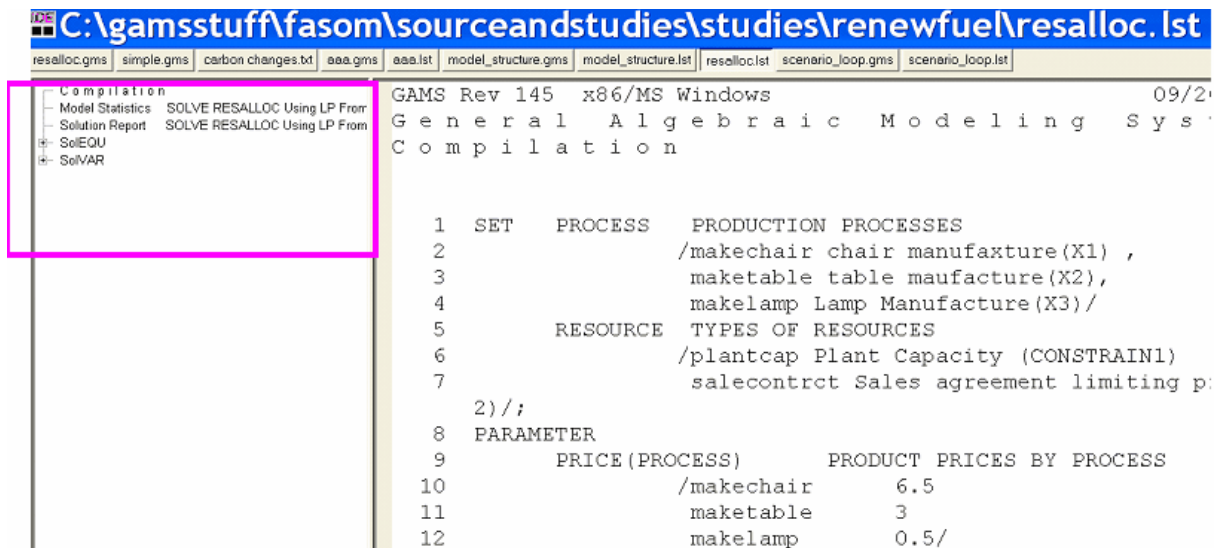 IDE C:\gamsstuff\fasom\sourceandstudies\studies\renewfuel\resalloc.lst
resalloc.gms simple.gms carbon changes.txt aaa.gms aaa.lst model_structure.gms model_structure.lst resalloc.lst scenario_loop.gms scenario_loop.lst
Compilation
Model Statistics SOLVE RESALLOC Using LP From
Solution Report SOLVE RESALLOC Using LP From
SolEQU
SolVAR
GAMS Rev 145 x86/MS Windows 09/2
G e n e r a l A l g e b r a i c M o d e l i n g S y s
C o m p i l a t i o n
1 SET PROCESS PRODUCTION PROCESSES
2 /makechair chair manufaxture(X1) ,
3 maketable table maufacture(X2),
4 makelamp Lamp Manufacture(X3)/
5 RESOURCE TYPES OF RESOURCES
6 /plantcap Plant Capacity (CONSTRAIN1)
7 salecontrct Sales agreement limiting p
2)/;
8 PARAMETER
9 PRICE(PROCESS) PRODUCT PRICES BY PROCESS
10 /makechair 6.5
11 maketable 3
12 makelamp 0.5/